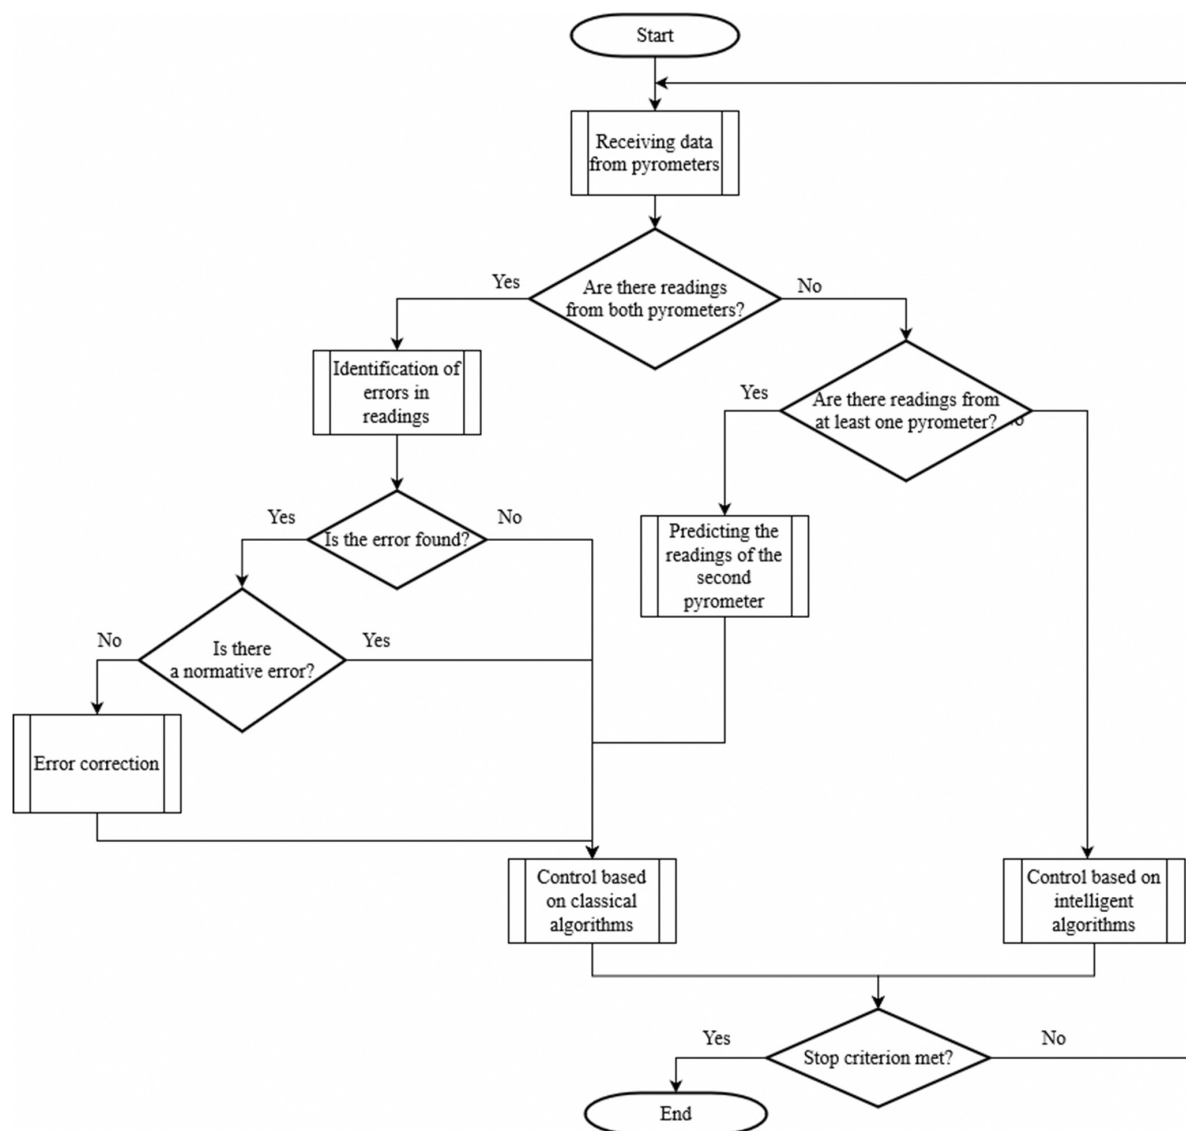 Start
Receiving data
from pyrometers
Yes
Are there readings
from both pyrometers?
No
Identification of
errors in
readings
Yes
Are there readings from
at least one pyrometer?
Yes
Is the error found?
No
Predicting the
readings of the
second
pyrometer
No
Is there
a normative error?
Yes
Error correction
Control based
on classical
algorithms
Control based on
intelligent
algorithms
Yes
Stop criterion met?
No
End